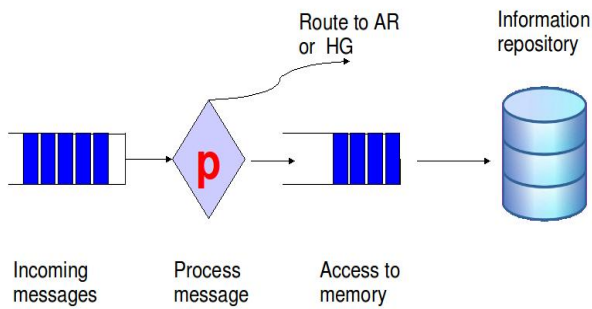 Route to AR
or HG
Information
repository
p
Incoming
messages
Process
message
Access to
memory